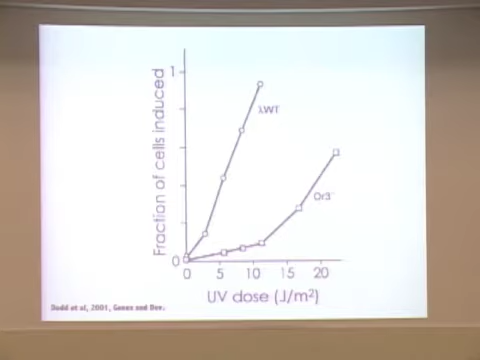 Fraction of cells induced
1
0
λWT
Or3⁻
0 5 10 15 20
UV dose (J/m²)
Dodd et al, 2001, Genes and Dev.